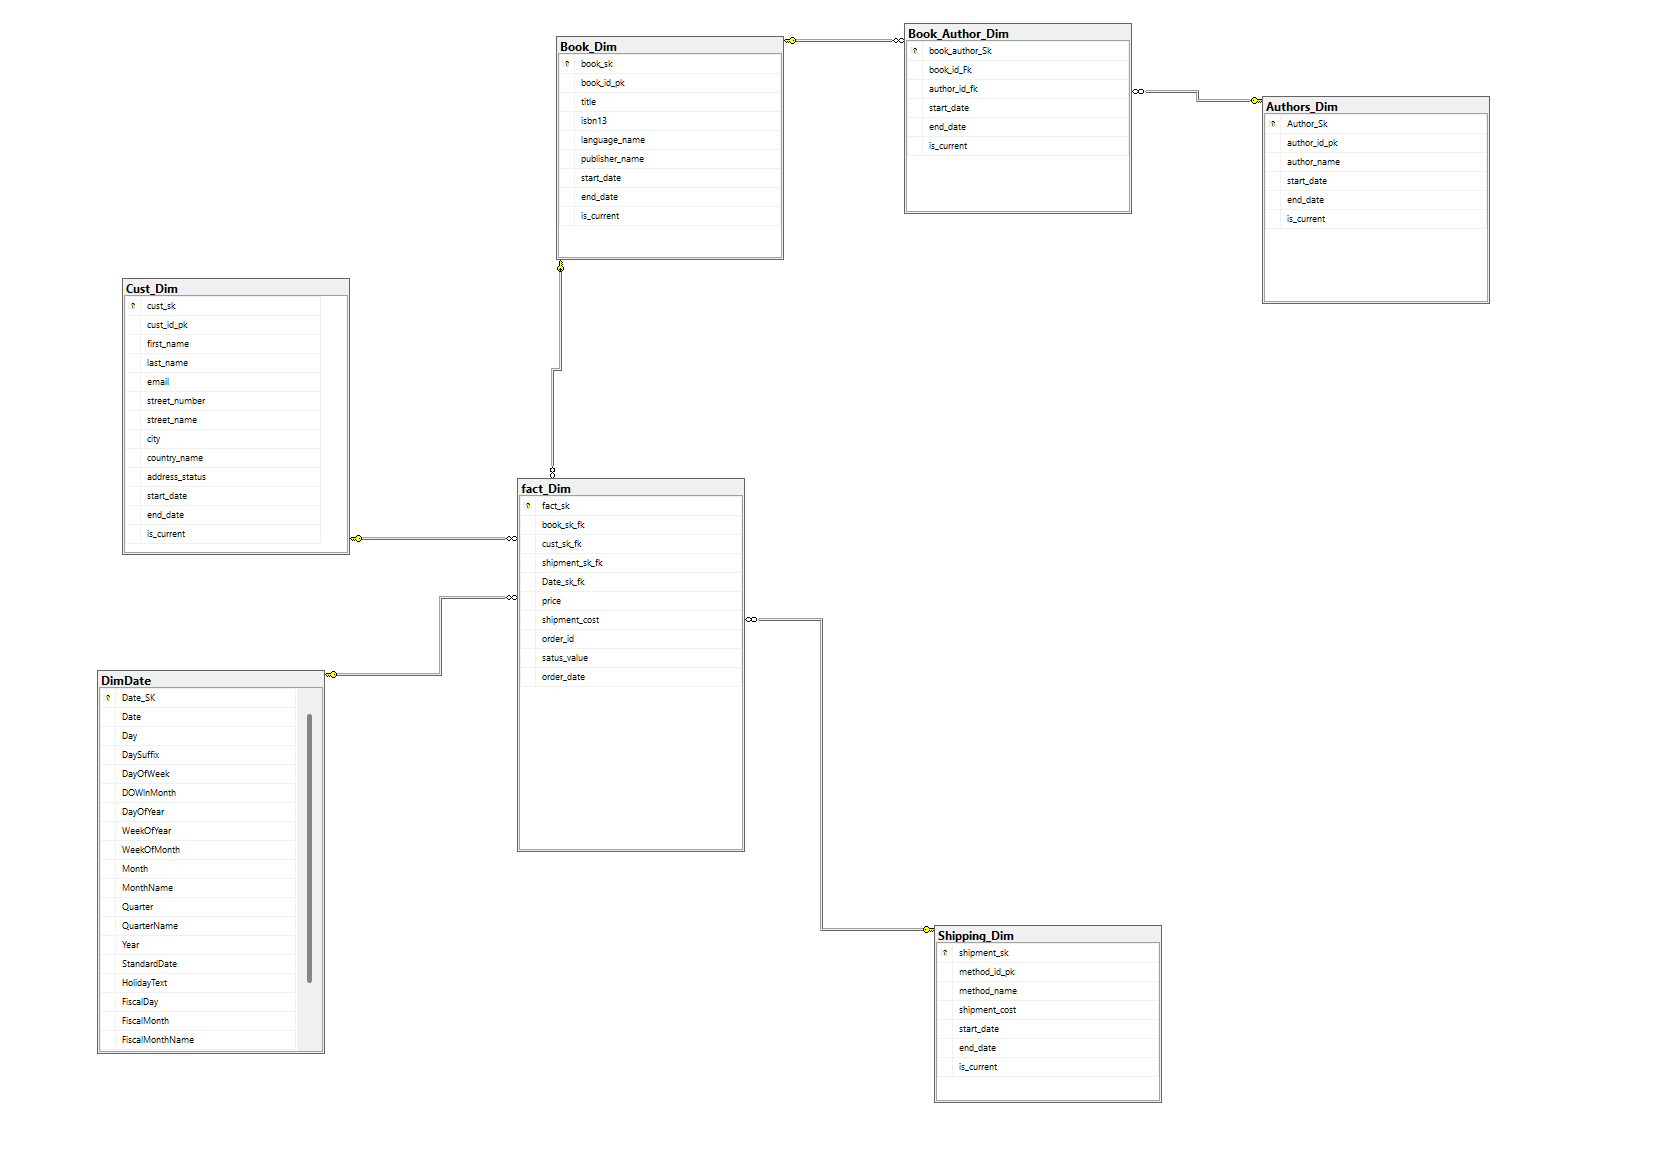 Book_Dim
book_sk
book_id_pk
title
isbn13
language_name
publisher_name
start_date
end_date
is_current
Book_Author_Dim
book_author_Sk
book_id_Fk
author_id_fk
start_date
end_date
is_current
Authors_Dim
Author_Sk
author_id_pk
author_name
start_date
end_date
is_current
Cust_Dim
cust_sk
cust_id_pk
first_name
last_name
email
street_number
street_name
city
country_name
address_status
start_date
end_date
is_current
fact_Dim
fact_sk
book_sk_fk
cust_sk_fk
shipment_sk_fk
Date_sk_fk
price
shipment_cost
order_id
satus_value
order_date
DimDate
Date_SK
Date
Day
DaySuffix
DayOfWeek
DOWInMonth
DayOfYear
WeekOfYear
WeekOfMonth
Month
MonthName
Quarter
QuarterName
Year
StandardDate
HolidayText
FiscalDay
FiscalMonth
FiscalMonthName
Shipping_Dim
shipment_sk
method_id_pk
method_name
shipment_cost
start_date
end_date
is_current